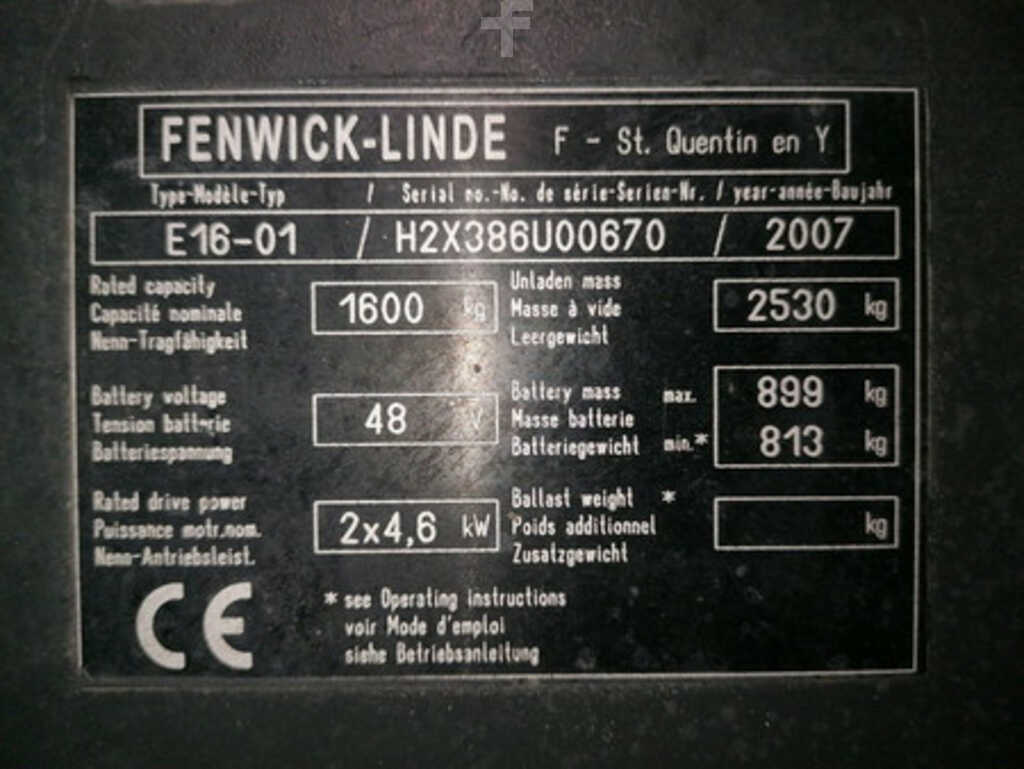 FENWICK-LINDE F - St. Quentin en Y
Type-Modèle-Typ / Serial no.-No. de série-Serien-Nr. / year-année-Baujahr
E16-01 / H2X386U00670 / 2007
Rated capacity
Capacité nominale
Nenn-Tragfähigkeit
1600 kg
Unladen mass
Masse à vide
Leergewicht
2530 kg
Battery voltage
Tension batterie
Batteriespannung
48 V
Battery mass max. 899 kg
Masse batterie
Batteriegewicht min.* 813 kg
Rated drive power
Puissance motr.nom.
Nenn-Antriebsleist.
2x4,6 kW
Ballast weight *
Poids additionnel
Zusatzgewicht
kg
CE
* see Operating instructions
voir Mode d'emploi
siehe Betriebsanleitung